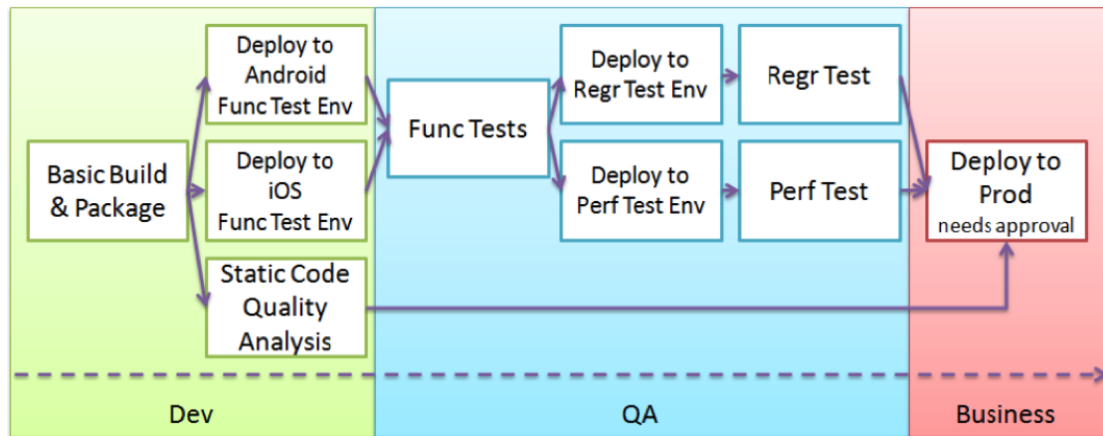 Basic Build
& Package
Deploy to
Android
Func Test Env
Deploy to
iOS
Func Test Env
Static Code
Quality
Analysis
Func Tests
Deploy to
Regr Test Env
Regr Test
Deploy to
Perf Test Env
Perf Test
Deploy to
Prod
needs approval
Dev
QA
Business